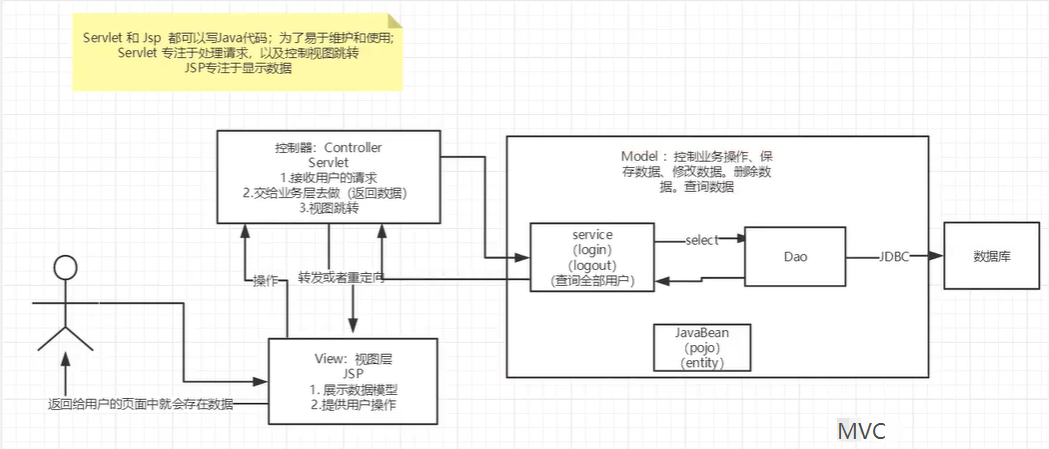 Servlet 和 Jsp 都可以写Java代码；为了易于维护和使用;
Servlet 专注于处理请求，以及控制视图跳转
JSP专注于显示数据
控制器：Controller
Servlet
1.接收用户的请求
2.交给业务层去做（返回数据）
3.视图跳转
Model ：控制业务操作、保
存数据、修改数据。删除数
据。查询数据
service
（login）
（logout）
（查询全部用户）
select
Dao
JDBC
数据库
操作
转发或者重定向
JavaBean
（pojo）
（entity）
View：视图层
JSP
1. 展示数据模型
2.提供用户操作
返回给用户的页面中就会存在数据
MVC